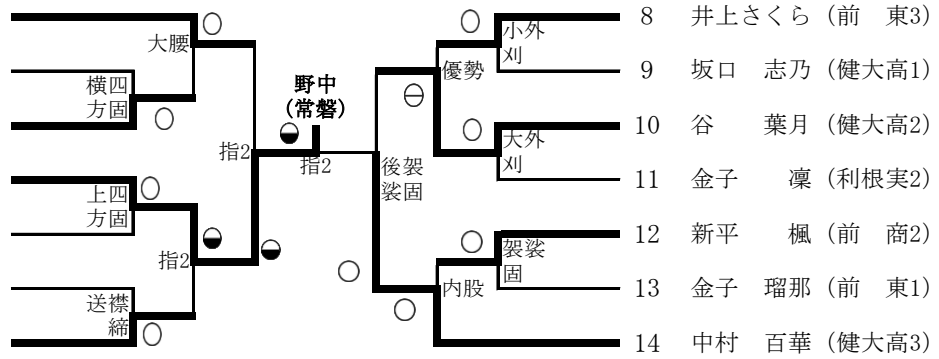 8 井上さくら (前 東3)
大腰
小外
刈
優勢
野中
(常磐)
横四
方固
9 坂口 志乃 (健大高1)
10 谷 葉月 (健大高2)
大外
刈
指2
指2
後袈
裟固
11 金子 凜 (利根実2)
上四
方固
12 新平 楓 (前 商2)
袈裟
固
指2
13 金子 瑠那 (前 東1)
内股
送襟
締
14 中村 百華 (健大高3)